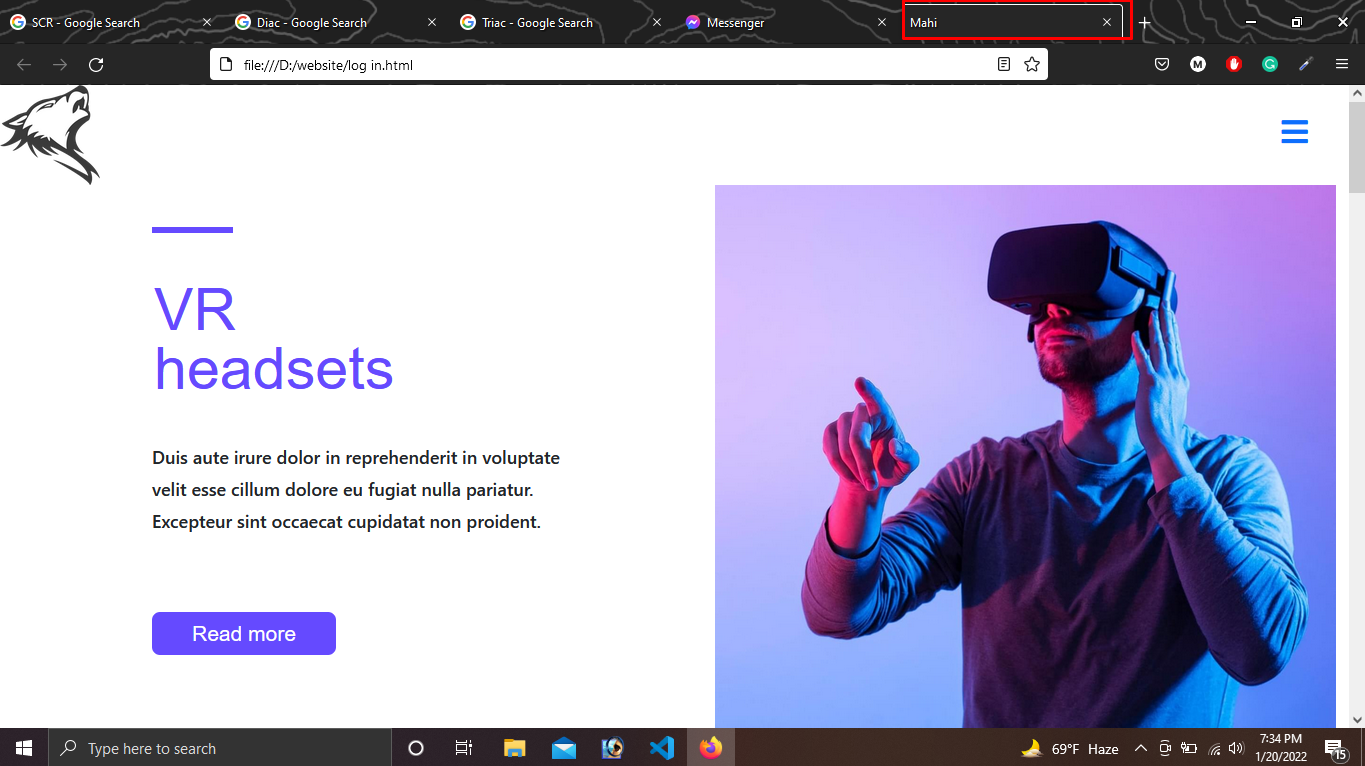 SCR - Google Search
Diac - Google Search
Triac - Google Search
Messenger
Mahi
file:///D:/website/log in.html
M
G
VR
headsets
Duis aute irure dolor in reprehenderit in voluptate
velit esse cillum dolore eu fugiat nulla pariatur.
Excepteur sint occaecat cupidatat non proident.
Read more
Type here to search
69°F Haze
7:34 PM
1/20/2022
15